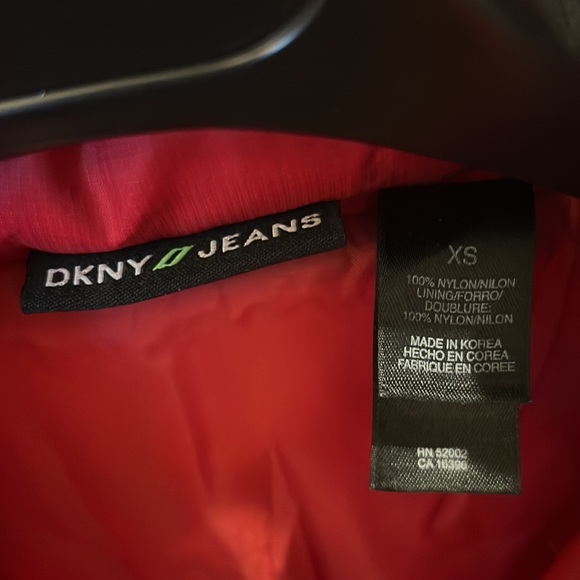 DKNY JEANS
XS
100% NYLON/NILON
LINING/FORRO/
DOUBLURE:
100% NYLON/NILON
MADE IN KOREA
HECHO EN COREA
FABRIQUE EN COREE
RN 52002
CA 16396